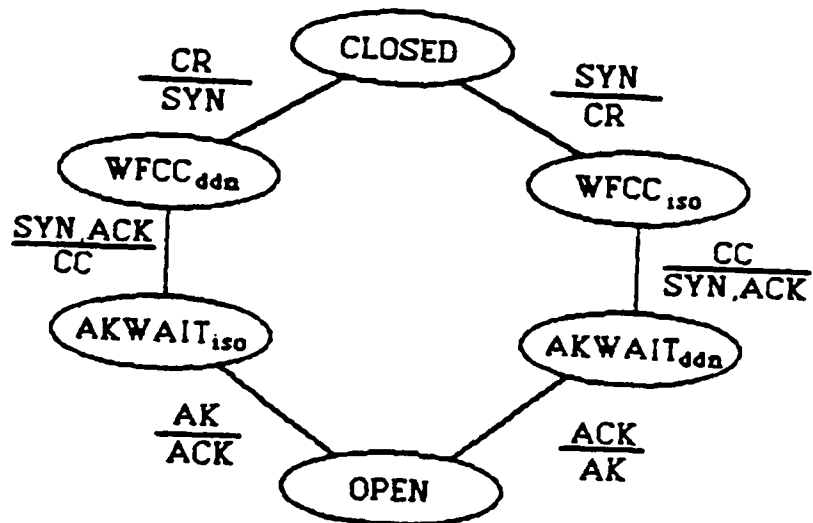 CLOSED
CR
SYN
SYN
CR
WFCCddn
WFCCiso
SYN,ACK
CC
CC
SYN,ACK
AKWAITiso
AKWAITddn
AK
ACK
ACK
AK
OPEN